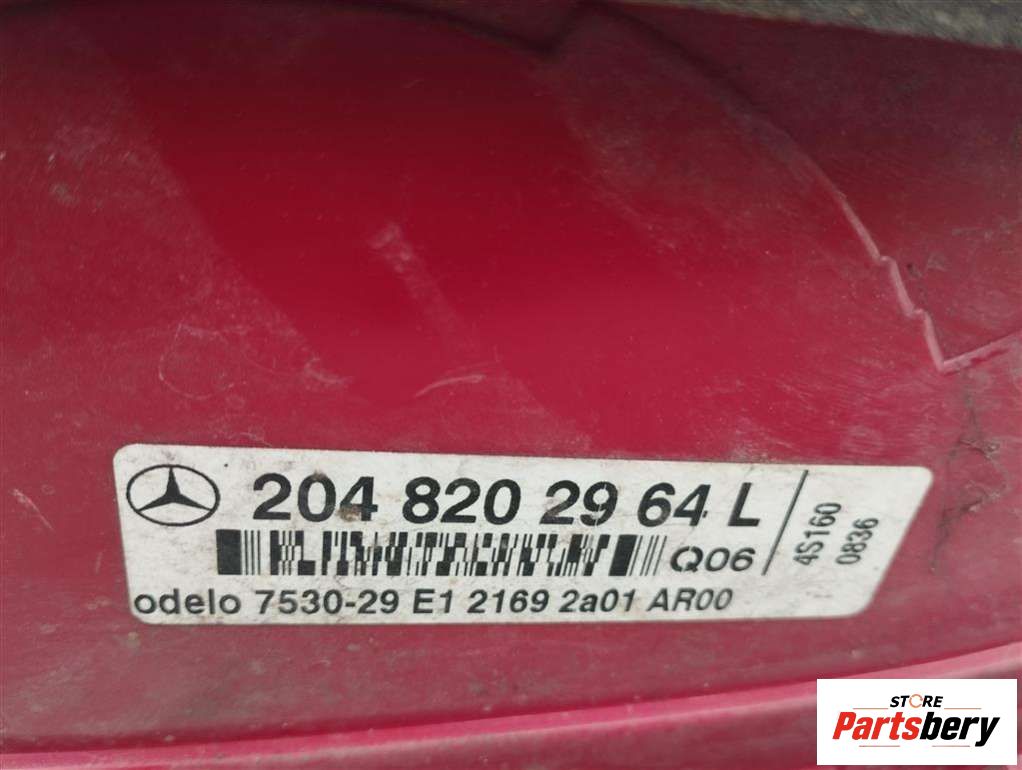 204 820 29 64 L
Q06
odelo 7530-29 E1 2169 2a01 AR00
4S160
0836
STORE
Partsbery